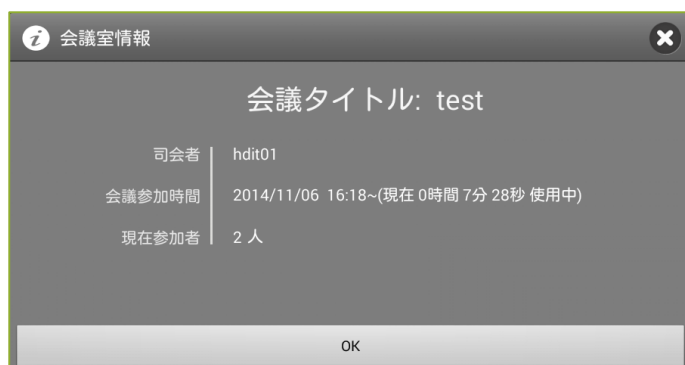 会議室情報
会議タイトル: test
司会者 hdit01
会議参加時間 2014/11/06 16:18~(現在 0時間 7分 28秒 使用中)
現在参加者 2 人
OK